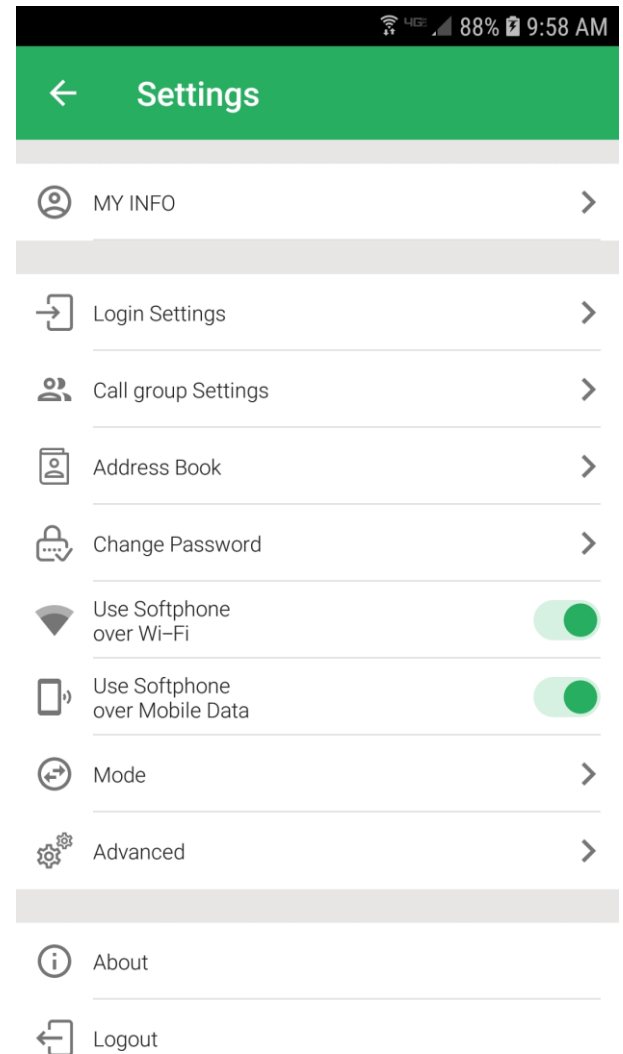 4GE 88% 9:58 AM
Settings
MY INFO
Login Settings
Call group Settings
Address Book
Change Password
Use Softphone
over Wi-Fi
Use Softphone
over Mobile Data
Mode
Advanced
About
Logout